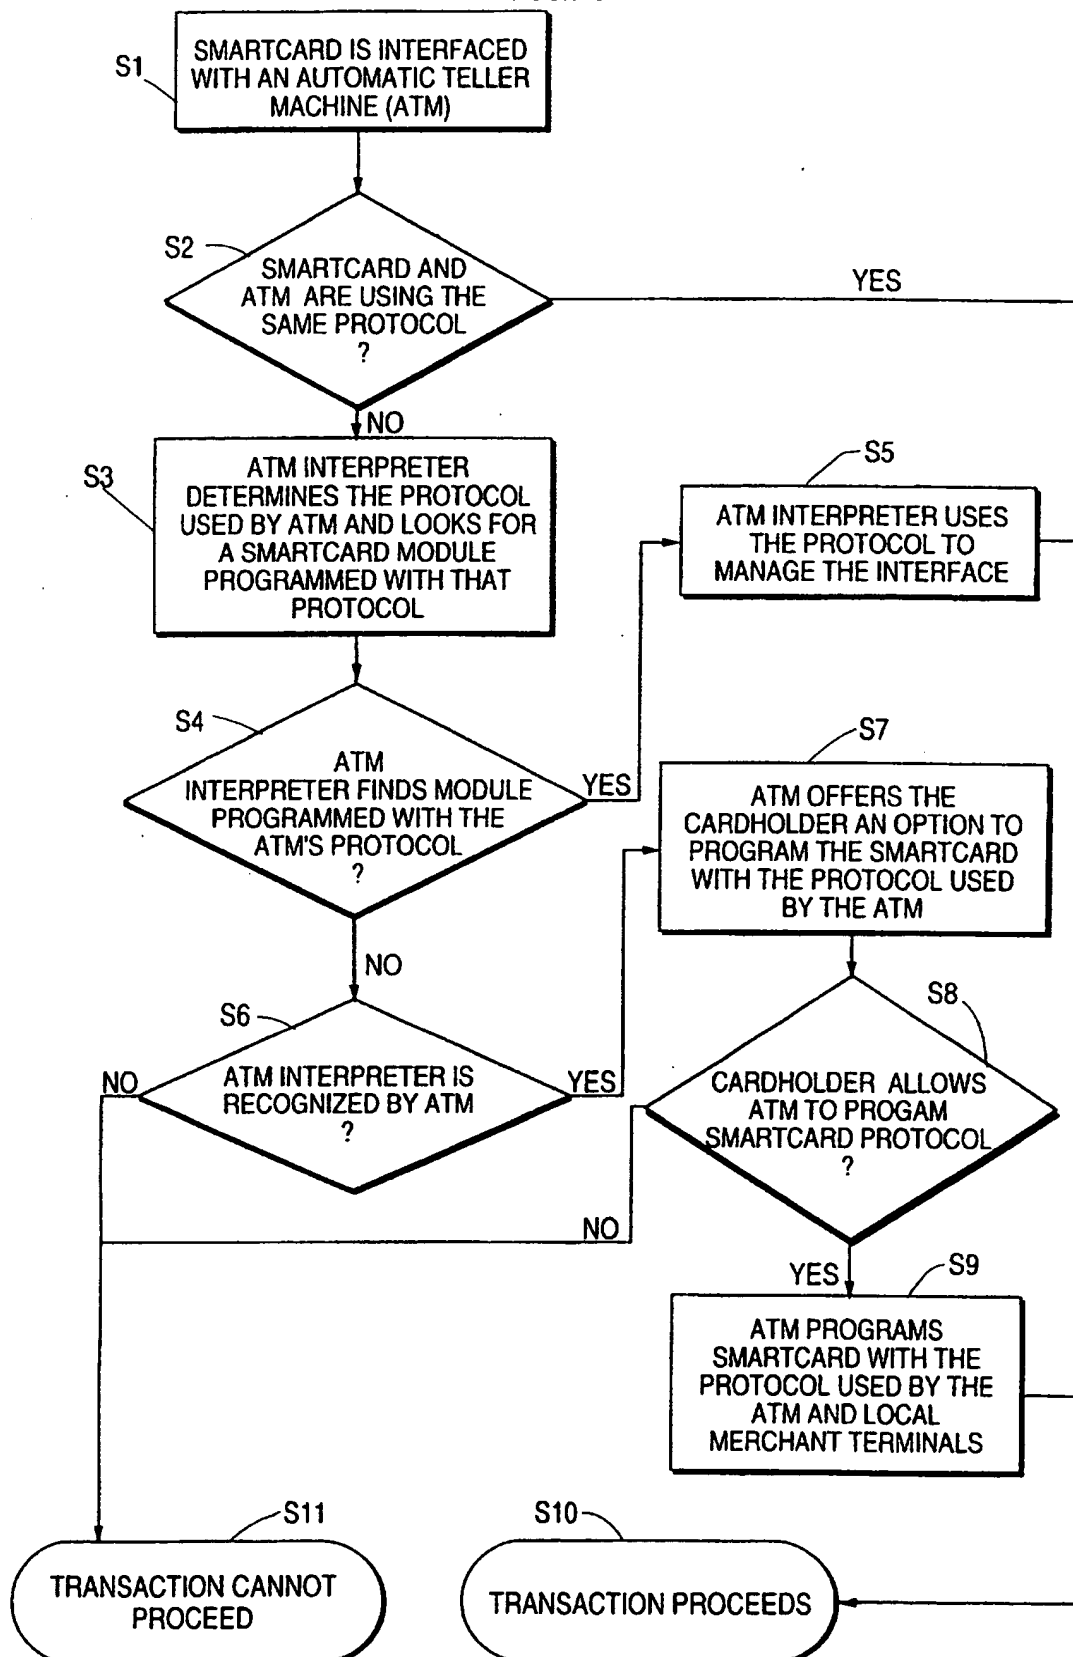 S1
SMARTCARD IS INTERFACED
WITH AN AUTOMATIC TELLER
MACHINE (ATM)
S2
SMARTCARD AND
ATM ARE USING THE
SAME PROTOCOL
?
YES
NO
S3
ATM INTERPRETER
DETERMINES THE PROTOCOL
USED BY ATM AND LOOKS FOR
A SMARTCARD MODULE
PROGRAMMED WITH THAT
PROTOCOL
S5
ATM INTERPRETER USES
THE PROTOCOL TO
MANAGE THE INTERFACE
S4
ATM
INTERPRETER FINDS MODULE
PROGRAMMED WITH THE
ATM'S PROTOCOL
?
YES
NO
S7
ATM OFFERS THE
CARDHOLDER AN OPTION TO
PROGRAM THE SMARTCARD
WITH THE PROTOCOL USED
BY THE ATM
S6
ATM INTERPRETER IS
RECOGNIZED BY ATM
?
NO
YES
S8
CARDHOLDER ALLOWS
ATM TO PROGAM
SMARTCARD PROTOCOL
?
NO
YES
S9
ATM PROGRAMS
SMARTCARD WITH THE
PROTOCOL USED BY THE
ATM AND LOCAL
MERCHANT TERMINALS
S11
TRANSACTION CANNOT
PROCEED
S10
TRANSACTION PROCEEDS